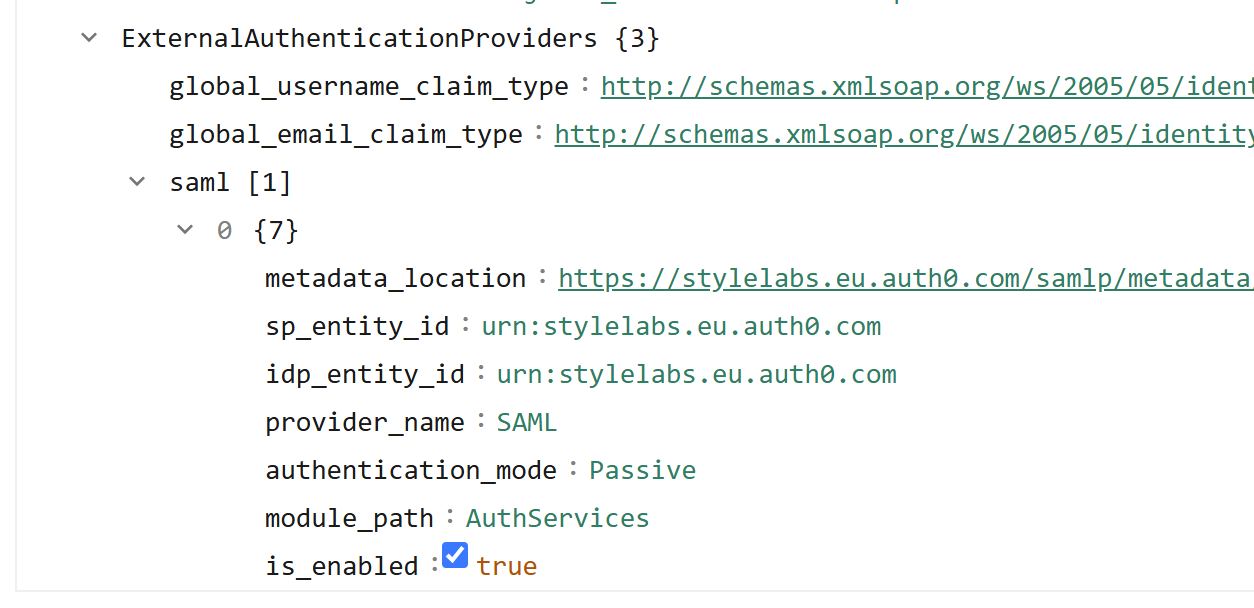 ExternalAuthenticationProviders {3}
global_username_claim_type : http://schemas.xmlsoap.org/ws/2005/05/ident
global_email_claim_type : http://schemas.xmlsoap.org/ws/2005/05/identity
saml [1]
0 {7}
metadata_location : https://stylelabs.eu.auth0.com/samlp/metadata
sp_entity_id : urn:stylelabs.eu.auth0.com
idp_entity_id : urn:stylelabs.eu.auth0.com
provider_name : SAML
authentication_mode : Passive
module_path : AuthServices
is_enabled : true